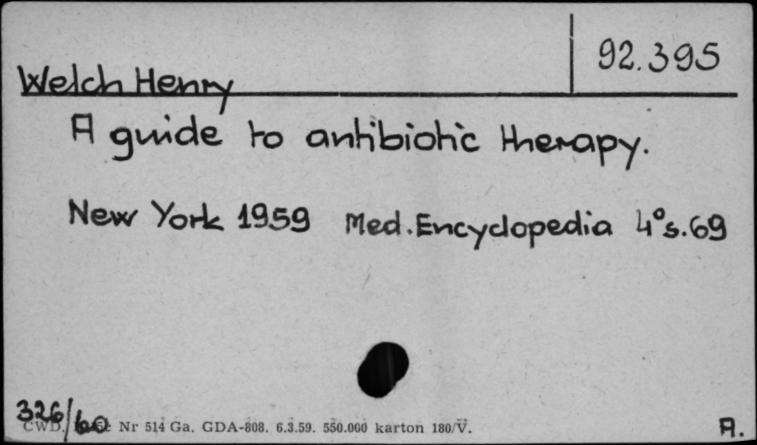 92.395
Welch Henry
A guide to antibiotic therapy.
New York 1959 Med.Encyclopedia 4°s.69
326/60
CWD. Nr 514 Ga. GDA-808. 6.3.59. 550.000 karton 180/V.
A.